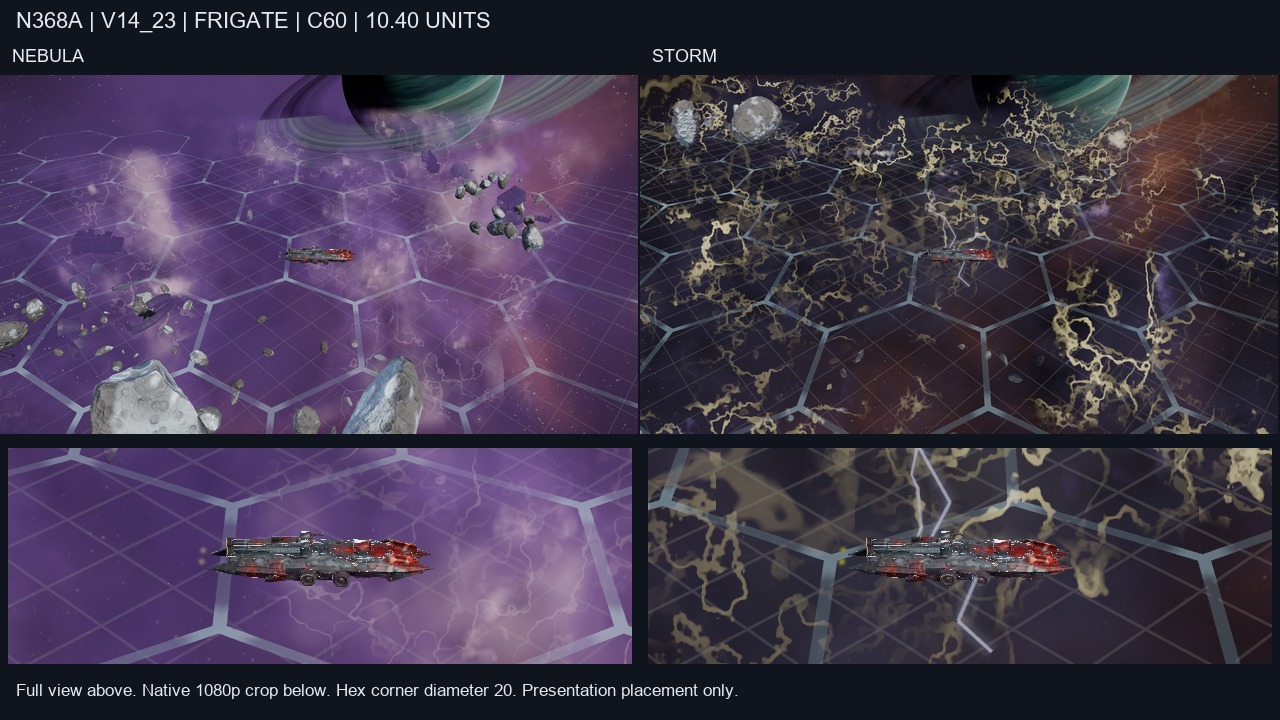 N368A | V14_23 | FRIGATE | C60 | 10.40 UNITS
NEBULA
STORM
Full view above. Native 1080p crop below. Hex corner diameter 20. Presentation placement only.